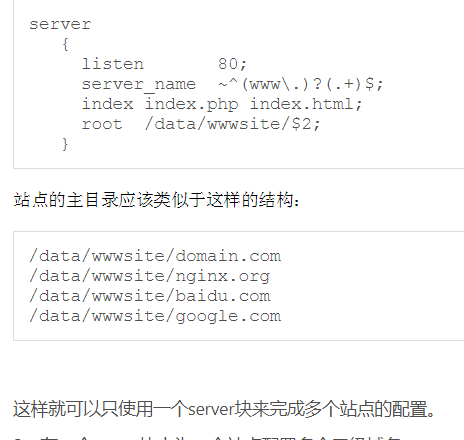 server
{
listen 80;
server_name ~^(www\.)?(.+)$;
index index.php index.html;
root /data/wwwsite/$2;
}
站点的主目录应该类似于这样的结构：
/data/wwwsite/domain.com
/data/wwwsite/nginx.org
/data/wwwsite/baidu.com
/data/wwwsite/google.com
这样就可以只使用一个server块来完成多个站点的配置。